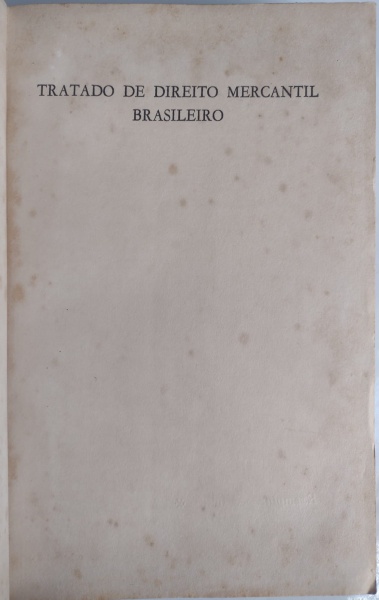 TRATADO DE DIREITO MERCANTIL
BRASILEIRO